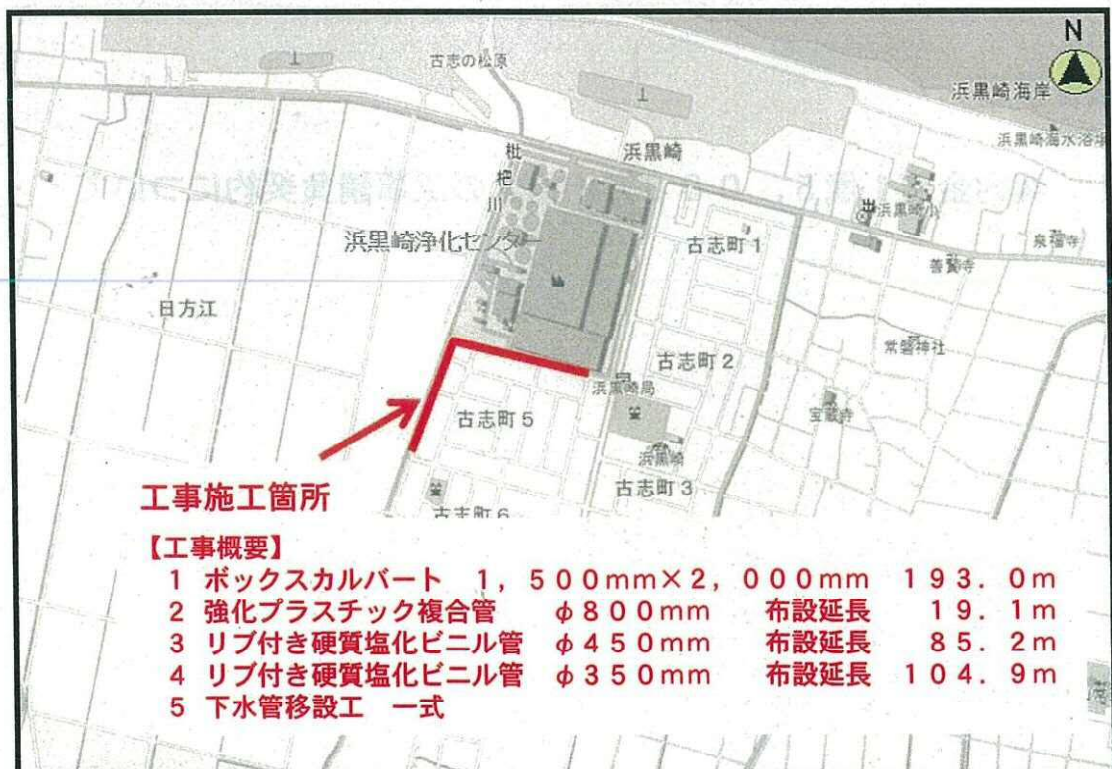 N
古志の松原
浜黒崎海岸
浜黒崎海水浴場
枇杷川
浜黒崎
浜黒崎小
浜黒崎浄化センター
古志町1
泉福寺
善賢寺
日方江
常磐神社
古志町2
浜黒崎局
宝蔵寺
古志町5
浜黒崎
古志町3
古志町6
工事施工箇所
【工事概要】
1 ボックスカルバート 1,500mm×2,000mm 193.0m
2 強化プラスチック複合管 φ800mm 布設延長 19.1m
3 リブ付き硬質塩化ビニル管 φ450mm 布設延長 85.2m
4 リブ付き硬質塩化ビニル管 φ350mm 布設延長 104.9m
5 下水管移設工 一式